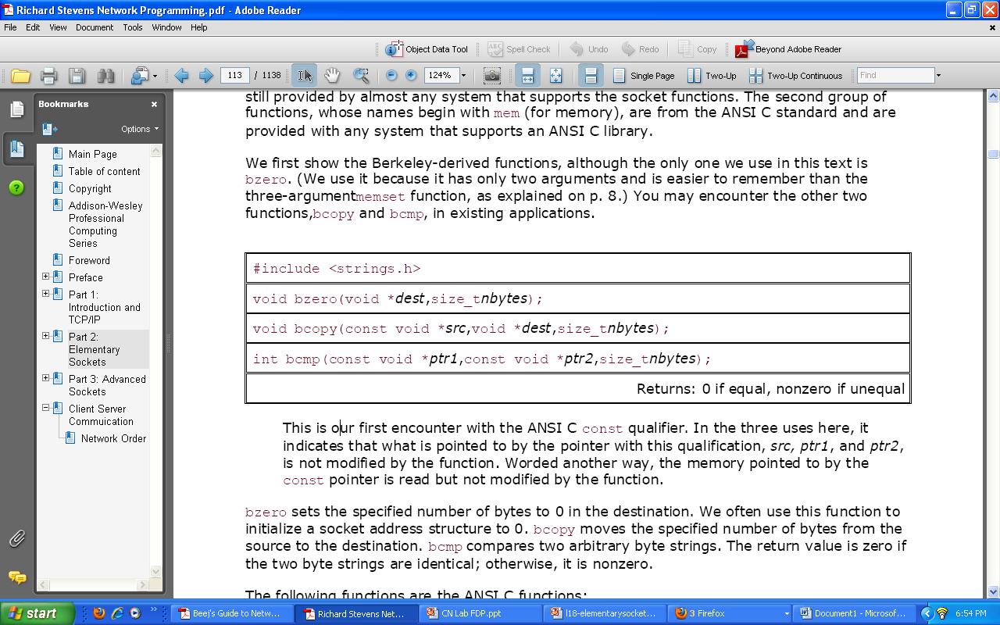 Richard Stevens Network Programming.pdf - Adobe Reader
File Edit View Document Tools Window Help
Object Data Tool Spell Check Undo Redo Copy Beyond Adobe Reader
113 / 1138 124% Single Page Two-Up Two-Up Continuous Find
Bookmarks
Options
Main Page
Table of content
Copyright
Addison-Wesley
Professional
Computing
Series
Foreword
Preface
Part 1:
Introduction and
TCP/IP
Part 2:
Elementary
Sockets
Part 3: Advanced
Sockets
Client Server
Commuication
Network Order
still provided by almost any system that supports the socket functions. The second group of
functions, whose names begin with mem (for memory), are from the ANSI C standard and are
provided with any system that supports an ANSI C library.
We first show the Berkeley-derived functions, although the only one we use in this text is
bzero. (We use it because it has only two arguments and is easier to remember than the
three-argumentmemset function, as explained on p. 8.) You may encounter the other two
functions,bcopy and bcmp, in existing applications.
#include <strings.h>
void bzero(void *dest,size_tnbytes);
void bcopy(const void *src,void *dest,size_tnbytes);
int bcmp(const void *ptr1,const void *ptr2,size_tnbytes);
Returns: 0 if equal, nonzero if unequal
This is our first encounter with the ANSI C const qualifier. In the three uses here, it
indicates that what is pointed to by the pointer with this qualification, src, ptr1, and ptr2,
is not modified by the function. Worded another way, the memory pointed to by the
const pointer is read but not modified by the function.
bzero sets the specified number of bytes to 0 in the destination. We often use this function to
initialize a socket address structure to 0. bcopy moves the specified number of bytes from the
source to the destination. bcmp compares two arbitrary byte strings. The return value is zero if
the two byte strings are identical; otherwise, it is nonzero.
The following functions are the ANSI C functions:
start Beej's Guide to Netw... Richard Stevens Net... CN Lab FDP.ppt l18-elementarysocket... 3 Firefox Document1 - Microsof... 6:54 PM